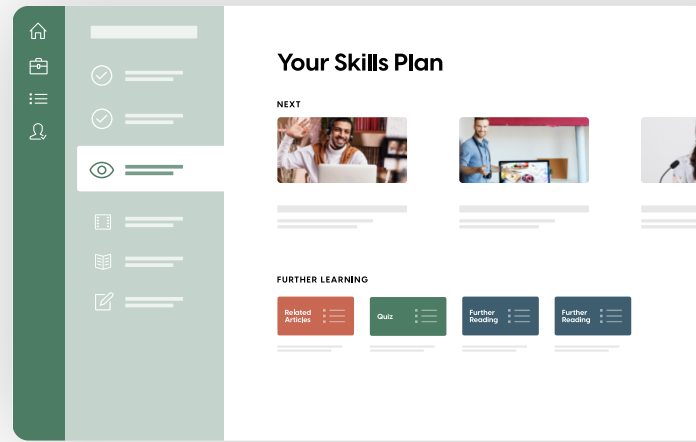 Your Skills Plan
NEXT
FURTHER LEARNING
Related
Articles
Quiz
Further
Reading
Further
Reading